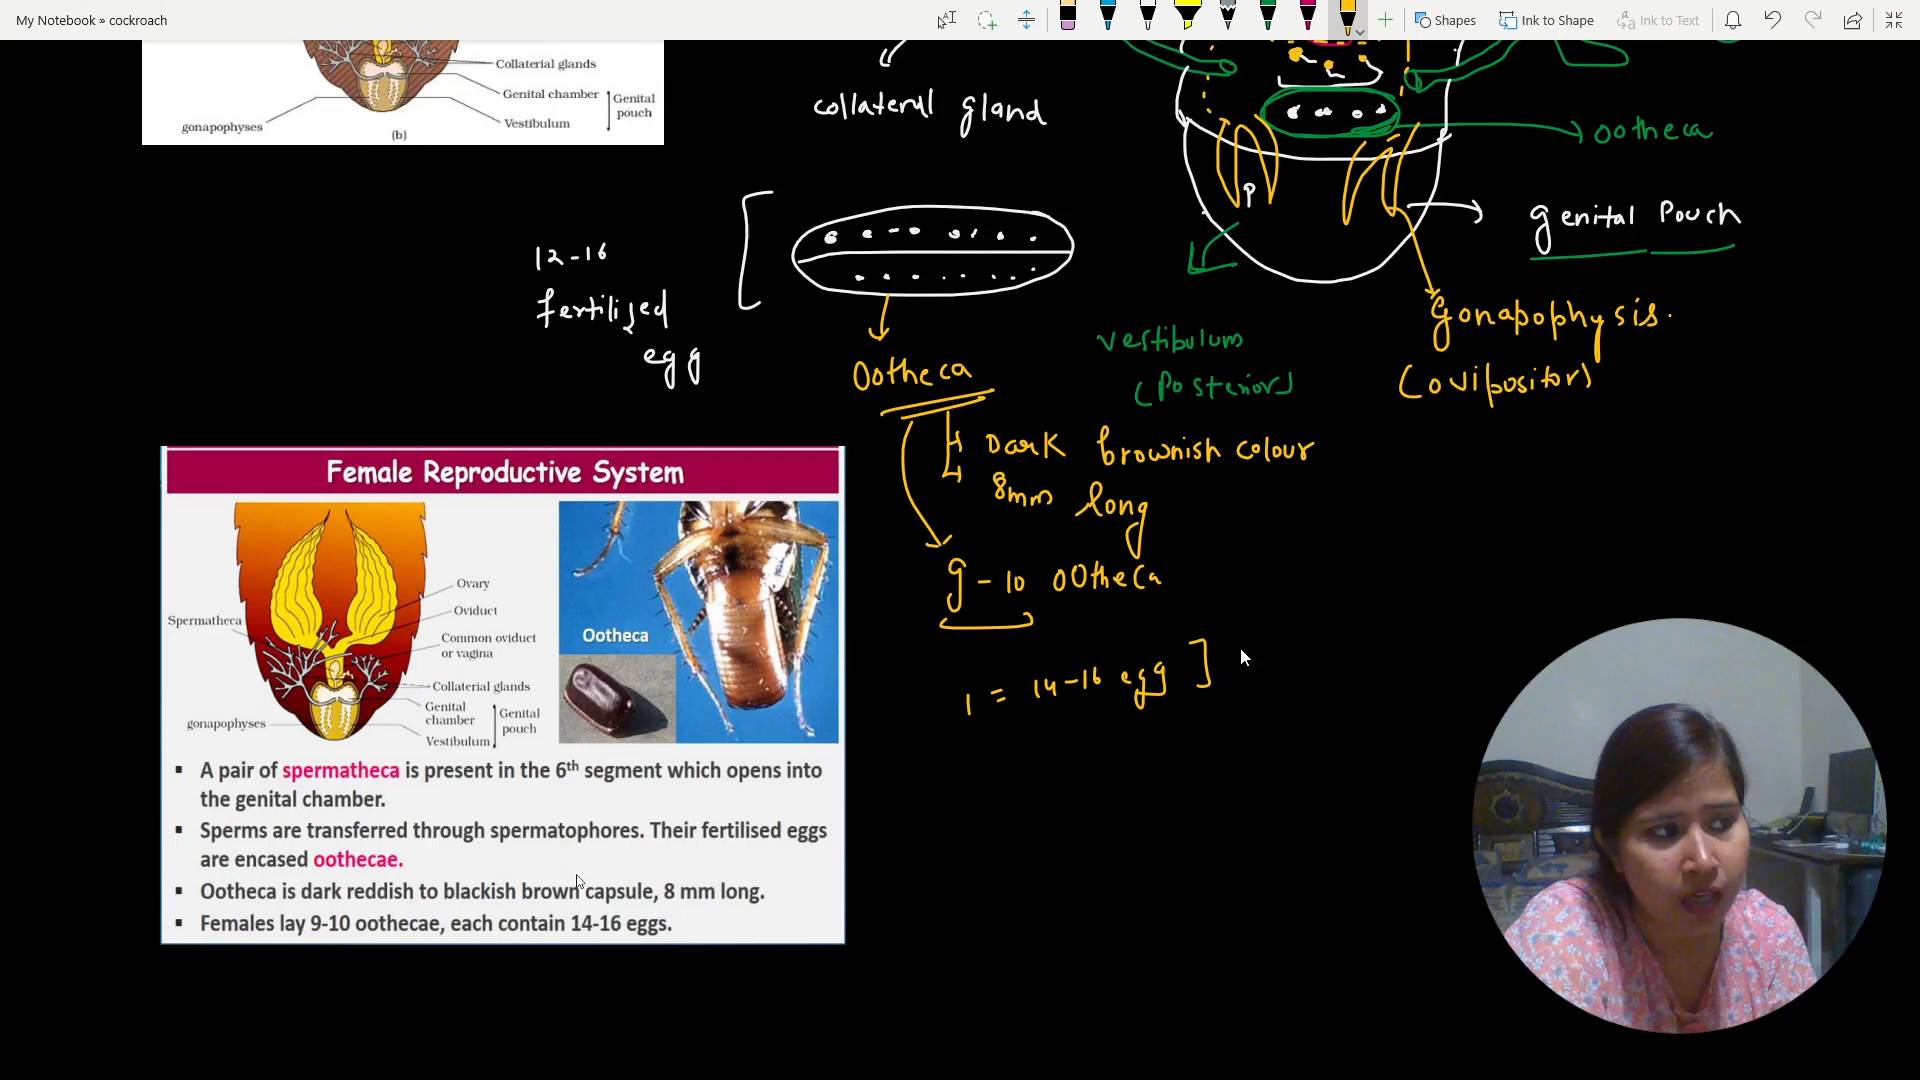 My Notebook » cockroach
Shapes
Ink to Shape
Ink to Text
Collaterial glands
Genital chamber
Genital
pouch
Vestibulum
gonapophyses
(b)
collateral gland
ootheca
P
genital Pouch
12-16
fertilized
egg
Gonapophysis.
(ovipositor)
vestibulum
(Posterior)
Ootheca
Dark brownish colour
8mm long
9-10 OOtheca
1 = 14-16 egg ]
Female Reproductive System
Ovary
Oviduct
Spermatheca
Common oviduct
or vagina
Collaterial glands
Genital
chamber
Genital
pouch
gonapophyses
Vestibulum
Ootheca
▪ A pair of spermatheca is present in the 6th segment which opens into
the genital chamber.
▪ Sperms are transferred through spermatophores. Their fertilised eggs
are encased oothecae.
▪ Ootheca is dark reddish to blackish brown capsule, 8 mm long.
▪ Females lay 9-10 oothecae, each contain 14-16 eggs.